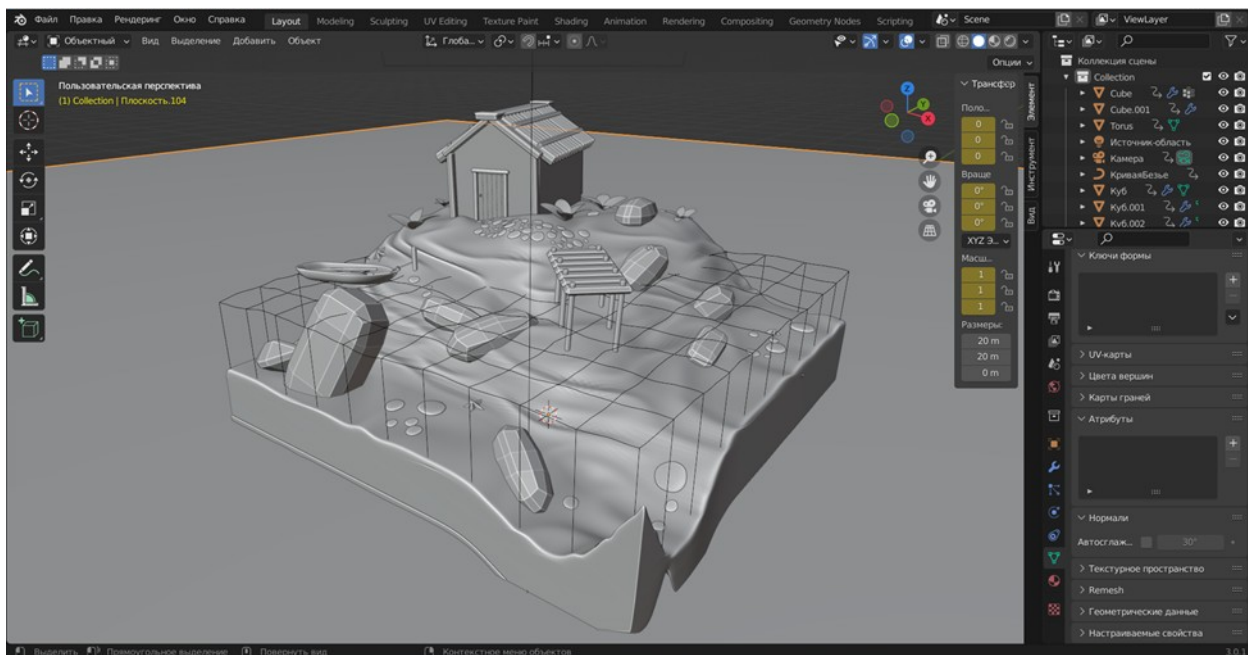 Файл Правка Рендеринг Окно Справка Layout Modeling Sculpting UV Editing Texture Paint Shading Animation Rendering Compositing Geometry Nodes Scripting Scene ViewLayer
Объектный Вид Выделение Добавить Объект Глоба...
Опции
Пользовательская перспектива
(1) Collection | Плоскость.104
Z
Y
X
Трансфор
Поло...
0
0
0
Враще
0°
0°
0°
XYZ Э...
Масш...
1
1
1
Размеры:
20 m
20 m
0 m
Элемент
Инструмент
Вид
Коллекция сцены
Collection
Cube
Cube.001
Torus
Источник-область
Камера
КриваяБезье
Куб
Куб.001
Куб.002
Ключи формы
UV-карты
Цвета вершин
Карты граней
Атрибуты
Нормали
Автосглаж... 30°
Текстурное пространство
Remesh
Геометрические данные
Настраиваемые свойства
Выделить Прямоугольное выделение Повернуть вид Контекстное меню объектов 3.0.1